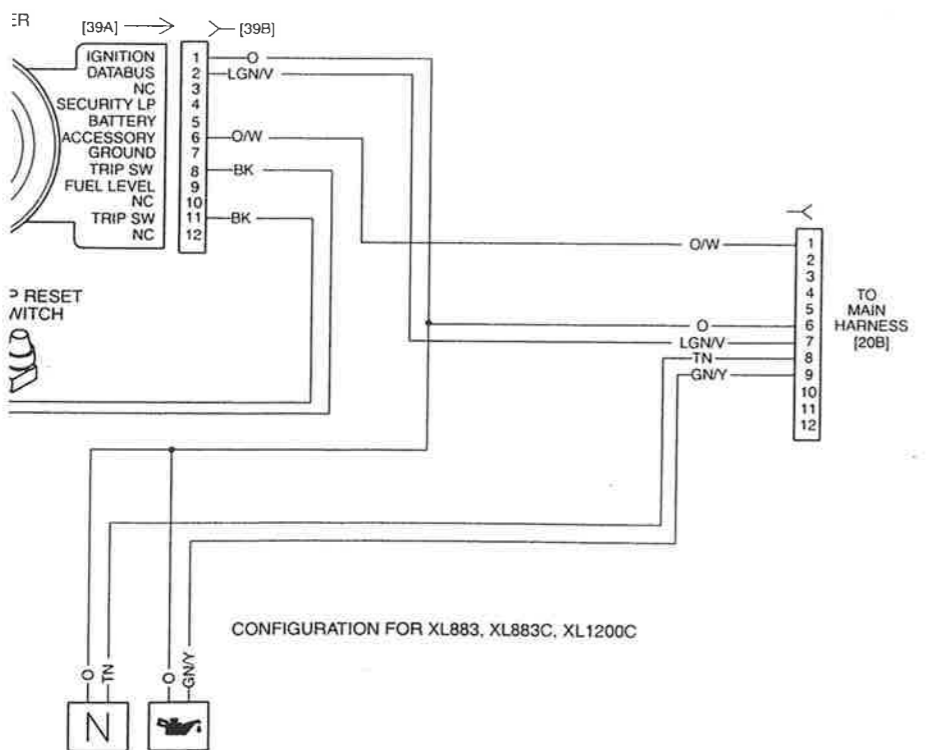 ER
[39A]
[39B]
IGNITION 1 O
DATABUS 2 LGN/V
NC 3
SECURITY LP 4
BATTERY 5
ACCESSORY 6 O/W
GROUND 7
TRIP SW 8 BK
FUEL LEVEL 9
NC 10
TRIP SW 11 BK
NC 12
O/W 1
2
3
4
5
O 6
LGN/V 7
TN 8
GN/Y 9
10
11
12
TO
MAIN
HARNESS
[20B]
P RESET
WITCH
CONFIGURATION FOR XL883, XL883C, XL1200C
O
TN
O
GN/Y
N